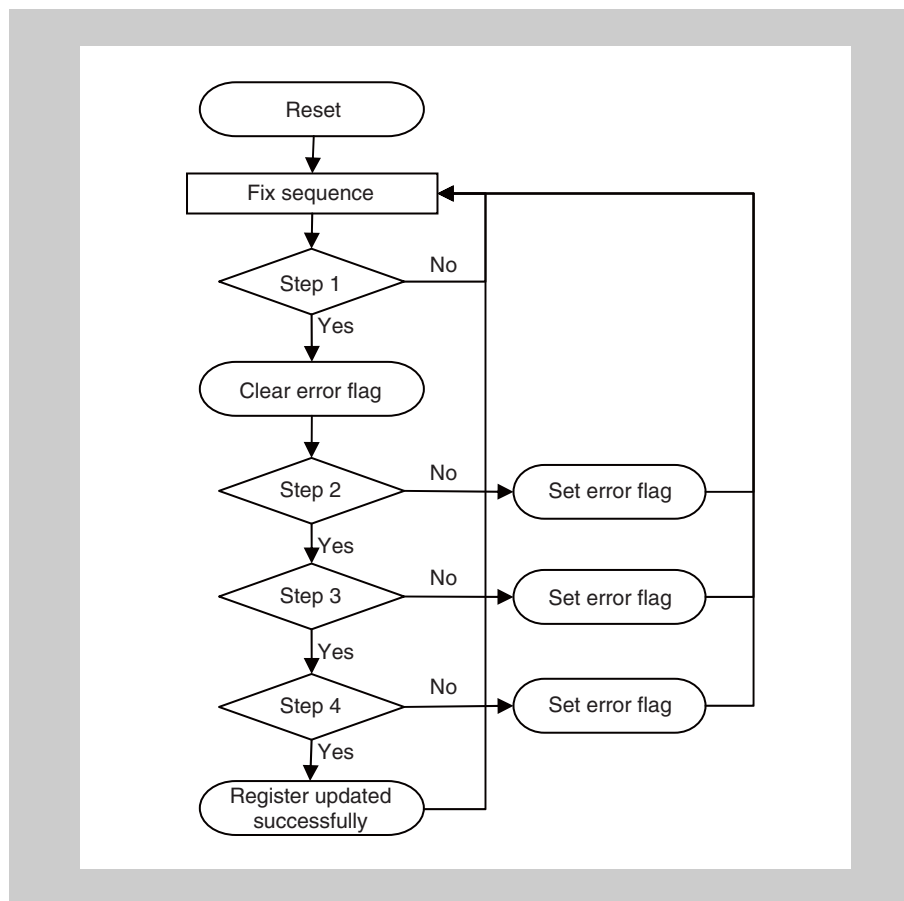 Reset
Fix sequence
Step 1
No
Yes
Clear error flag
Step 2
No
Set error flag
Yes
Step 3
No
Set error flag
Yes
Step 4
No
Set error flag
Yes
Register updated
successfully